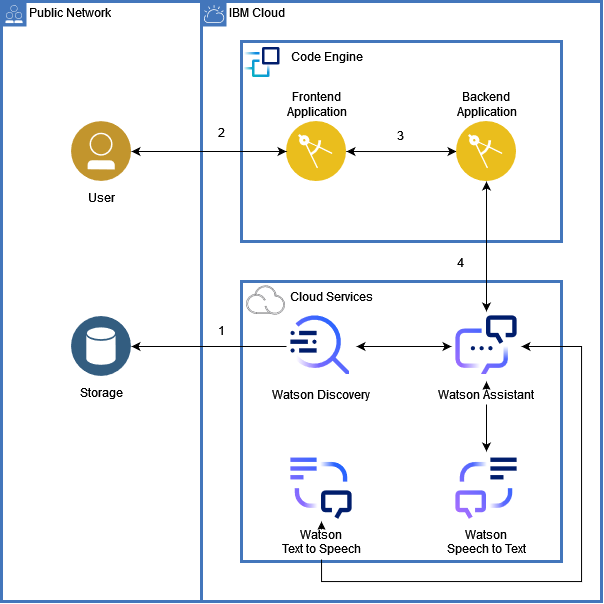 Public Network
IBM Cloud
Code Engine
Frontend
Application
Backend
Application
2
3
User
4
Cloud Services
1
Storage
Watson Discovery
Watson Assistant
Watson
Text to Speech
Watson
Speech to Text